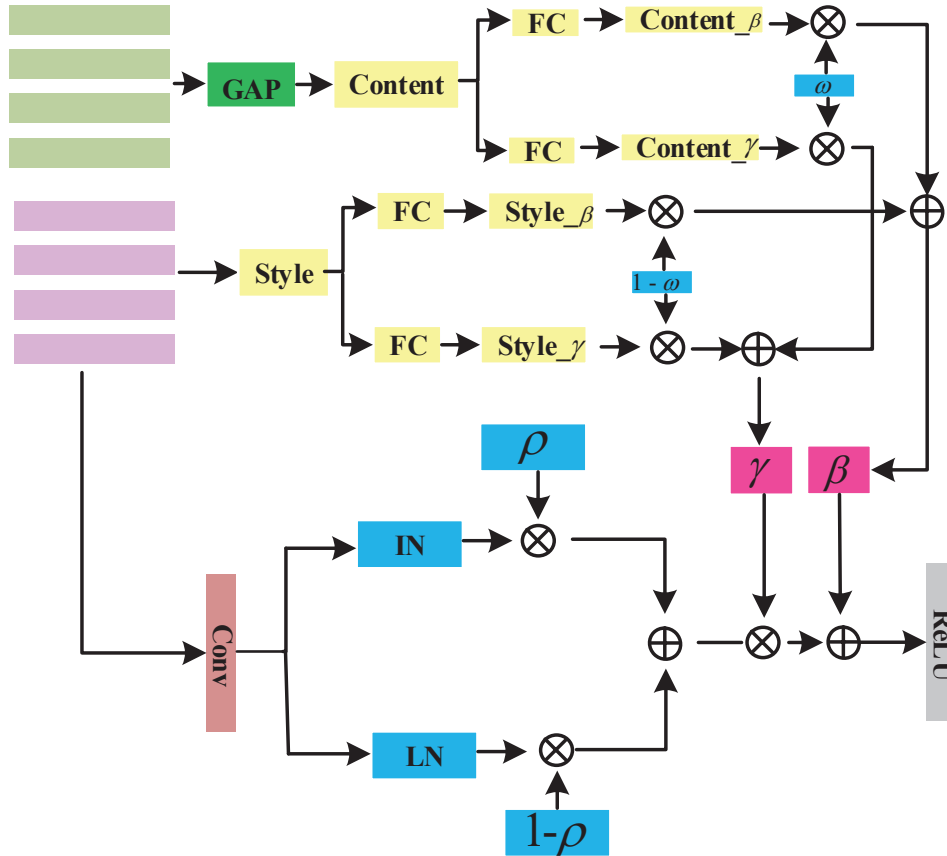 FC
Content_β
GAP
Content
ω
FC
Content_γ
FC
Style_β
Style
1 - ω
FC
Style_γ
ρ
γ
β
IN
Conv
ReLU
LN
1-ρ